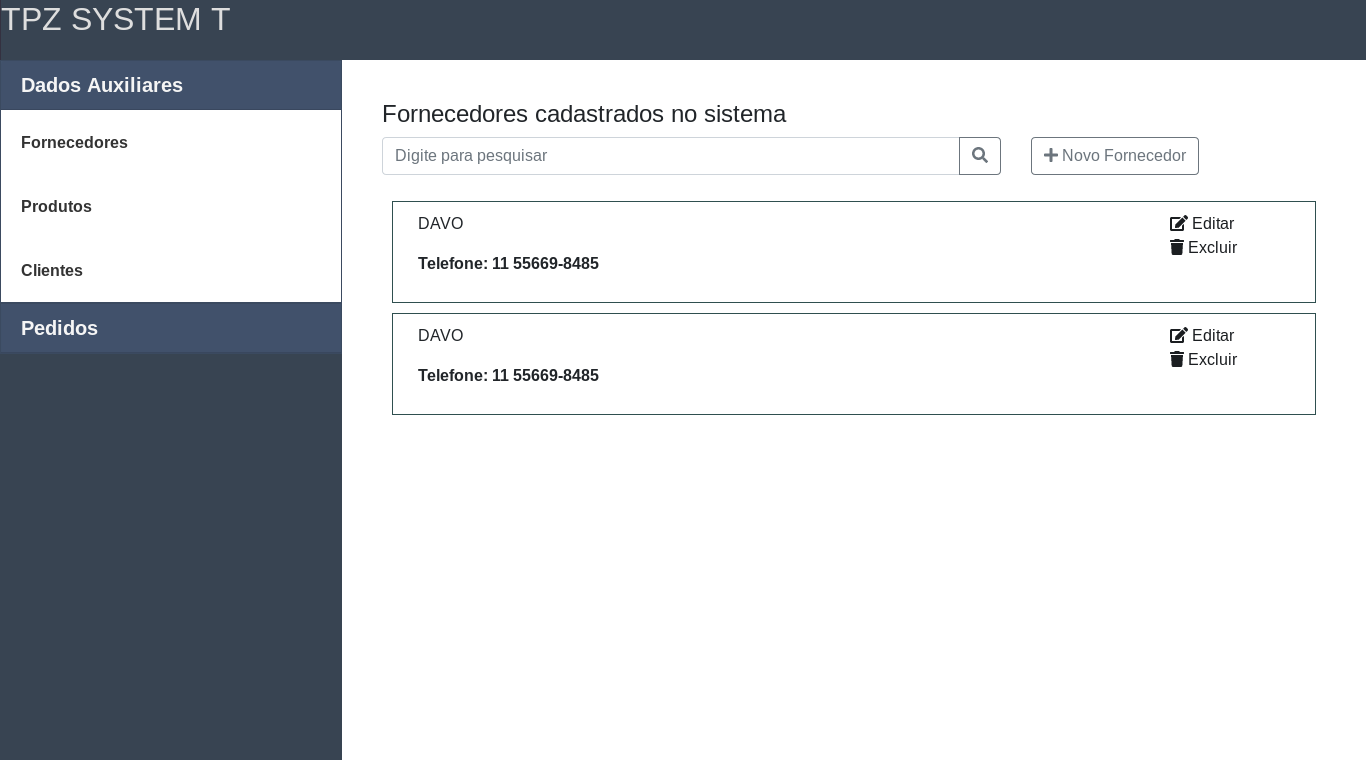 TPZ SYSTEM T
Dados Auxiliares
Fornecedores
Produtos
Clientes
Pedidos
Fornecedores cadastrados no sistema
Digite para pesquisar
Novo Fornecedor
DAVO
Editar
Excluir
Telefone: 11 55669-8485
DAVO
Editar
Excluir
Telefone: 11 55669-8485